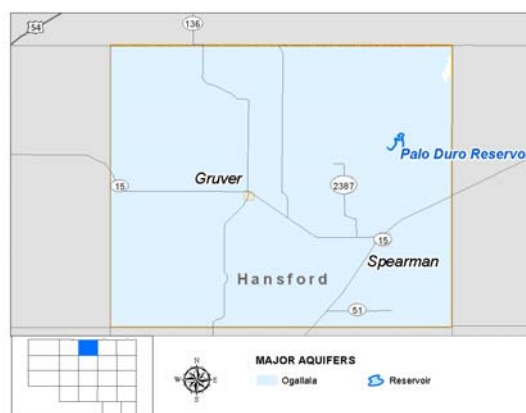 54
136
Palo Duro Reservo
Gruver
15
2387
15
Spearman
Hansford
51
N
W E
S
MAJOR AQUIFERS
Ogallala
Reservoir